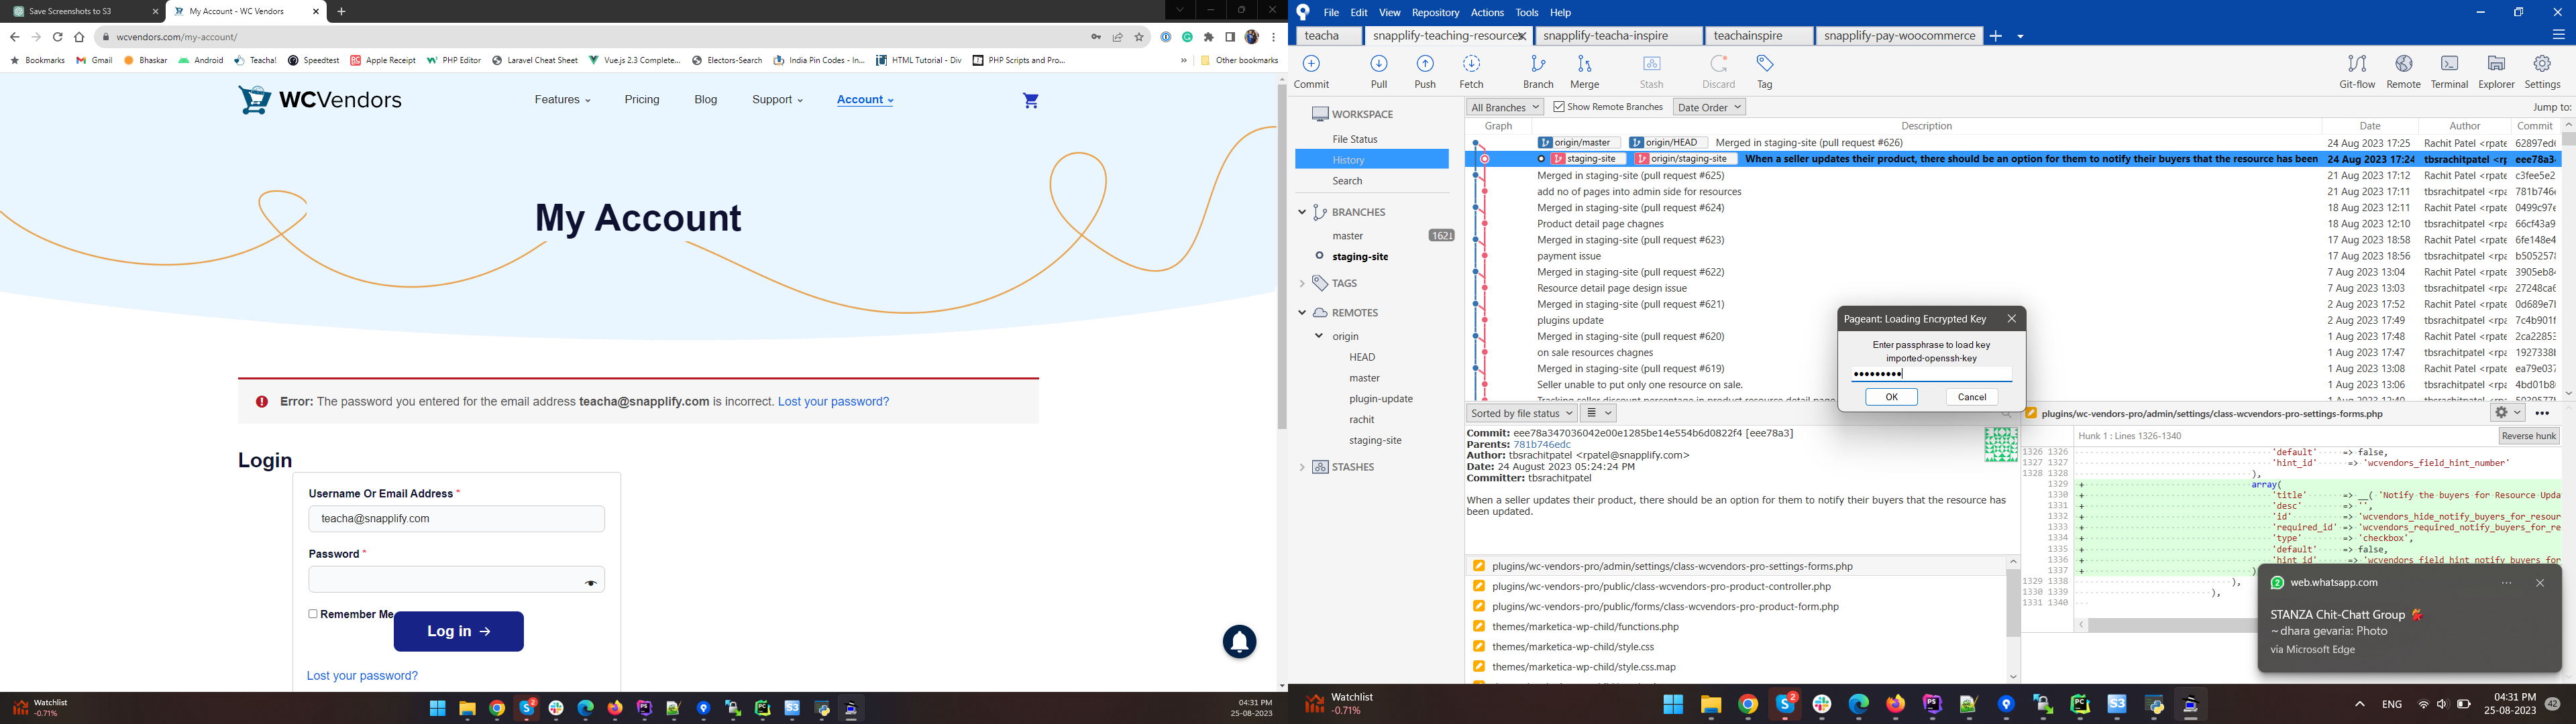 Save Screenshots to S3
My Account - WC Vendors
wcvendors.com/my-account/
Bookmarks
Gmail
Bhaskar
Android
Teacha!
Speedtest
Apple Receipt
PHP Editor
Laravel Cheat Sheet
Vue.js 2.3 Complete...
Electors-Search
India Pin Codes - In...
HTML Tutorial - Div
PHP Scripts and Pro...
»
Other bookmarks
WCVendors
Features
Pricing
Blog
Support
Account
My Account
Error: The password you entered for the email address teacha@snapplify.com is incorrect. Lost your password?
Login
Username Or Email Address *
teacha@snapplify.com
Password *
Remember Me
Log in →
Lost your password?
Watchlist
-0.71%
04:31 PM
25-08-2023
File Edit View Repository Actions Tools Help
teacha
snapplify-teaching-resources
snapplify-teacha-inspire
teachainspire
snapplify-pay-woocommerce
Commit
Pull
Push
Fetch
Branch
Merge
Stash
Discard
Tag
Git-flow
Remote
Terminal
Explorer
Settings
WORKSPACE
File Status
History
Search
BRANCHES
master
162↓
staging-site
TAGS
REMOTES
origin
HEAD
master
plugin-update
rachit
staging-site
STASHES
All Branches
Show Remote Branches
Date Order
Jump to:
Graph Description Date Author Commit
origin/master origin/HEAD Merged in staging-site (pull request #626) 24 Aug 2023 17:25 Rachit Patel <rpate 62897ed
staging-site origin/staging-site When a seller updates their product, there should be an option for them to notify their buyers that the resource has been 24 Aug 2023 17:24 tbsrachitpatel <rp eee78a3
Merged in staging-site (pull request #625) 21 Aug 2023 17:12 Rachit Patel <rpate c3fee5e2
add no of pages into admin side for resources 21 Aug 2023 17:11 tbsrachitpatel <rpa 781b746e
Merged in staging-site (pull request #624) 18 Aug 2023 12:11 Rachit Patel <rpate 0499c97e
Product detail page chagnes 18 Aug 2023 12:10 tbsrachitpatel <rpa 66cf43a9
Merged in staging-site (pull request #623) 17 Aug 2023 18:58 Rachit Patel <rpate 6fe148e4
payment issue 17 Aug 2023 18:56 tbsrachitpatel <rpa b5052578
Merged in staging-site (pull request #622) 7 Aug 2023 13:04 Rachit Patel <rpate 3905eb84
Resource detail page design issue 7 Aug 2023 13:03 tbsrachitpatel <rpa 27248ca6
Merged in staging-site (pull request #621) 2 Aug 2023 17:52 Rachit Patel <rpate 0d689e7
plugins update 2 Aug 2023 17:49 tbsrachitpatel <rpa 7c4b901f
Merged in staging-site (pull request #620) 1 Aug 2023 17:48 Rachit Patel <rpate 2ca22853
on sale resources chagnes 1 Aug 2023 17:47 tbsrachitpatel <rpa 1927338
Merged in staging-site (pull request #619) 1 Aug 2023 13:08 Rachit Patel <rpate ea79e037
Seller unable to put only one resource on sale. 1 Aug 2023 13:06 tbsrachitpatel <rpa 4bd01b8
Pageant: Loading Encrypted Key
Enter passphrase to load key
imported-openssh-key
OK
Cancel
Sorted by file status
Commit: eee78a347036042e00e1285be14e554b6d0822f4 [eee78a3]
Parents: 781b746edc
Author: tbsrachitpatel <rpatel@snapplify.com>
Date: 24 August 2023 05:24:24 PM
Committer: tbsrachitpatel
When a seller updates their product, there should be an option for them to notify their buyers that the resource has
been updated.
plugins/wc-vendors-pro/admin/settings/class-wcvendors-pro-settings-forms.php
plugins/wc-vendors-pro/public/class-wcvendors-pro-product-controller.php
plugins/wc-vendors-pro/public/forms/class-wcvendors-pro-product-form.php
themes/marketica-wp-child/functions.php
themes/marketica-wp-child/style.css
themes/marketica-wp-child/style.css.map
plugins/wc-vendors-pro/admin/settings/class-wcvendors-pro-settings-forms.php
Hunk 1 : Lines 1326-1340
Reverse hunk
1326 1326 'default' => false,
1327 1327 'hint_id' => 'wcvendors_field_hint_number'
1328 1328 ),
1329 + array(
1330 + 'title' => __( 'Notify the buyers for Resource Upda
1331 + 'desc' => '',
1332 + 'id' => 'wcvendors_hide_notify_buyers_for_resour
1333 + 'required_id' => 'wcvendors_required_notify_buyers_for_re
1334 + 'type' => 'checkbox',
1335 + 'default' => false,
1336 + 'hint_id' => 'wcvendors_field_hint_notify_buyers_for
1337 + )
1329 1338 ),
1330 1339 ),
1331 1340
web.whatsapp.com
STANZA Chit-Chatt Group
~dhara gevaria: Photo
via Microsoft Edge
Watchlist
-0.71%
ENG
04:31 PM
25-08-2023
42